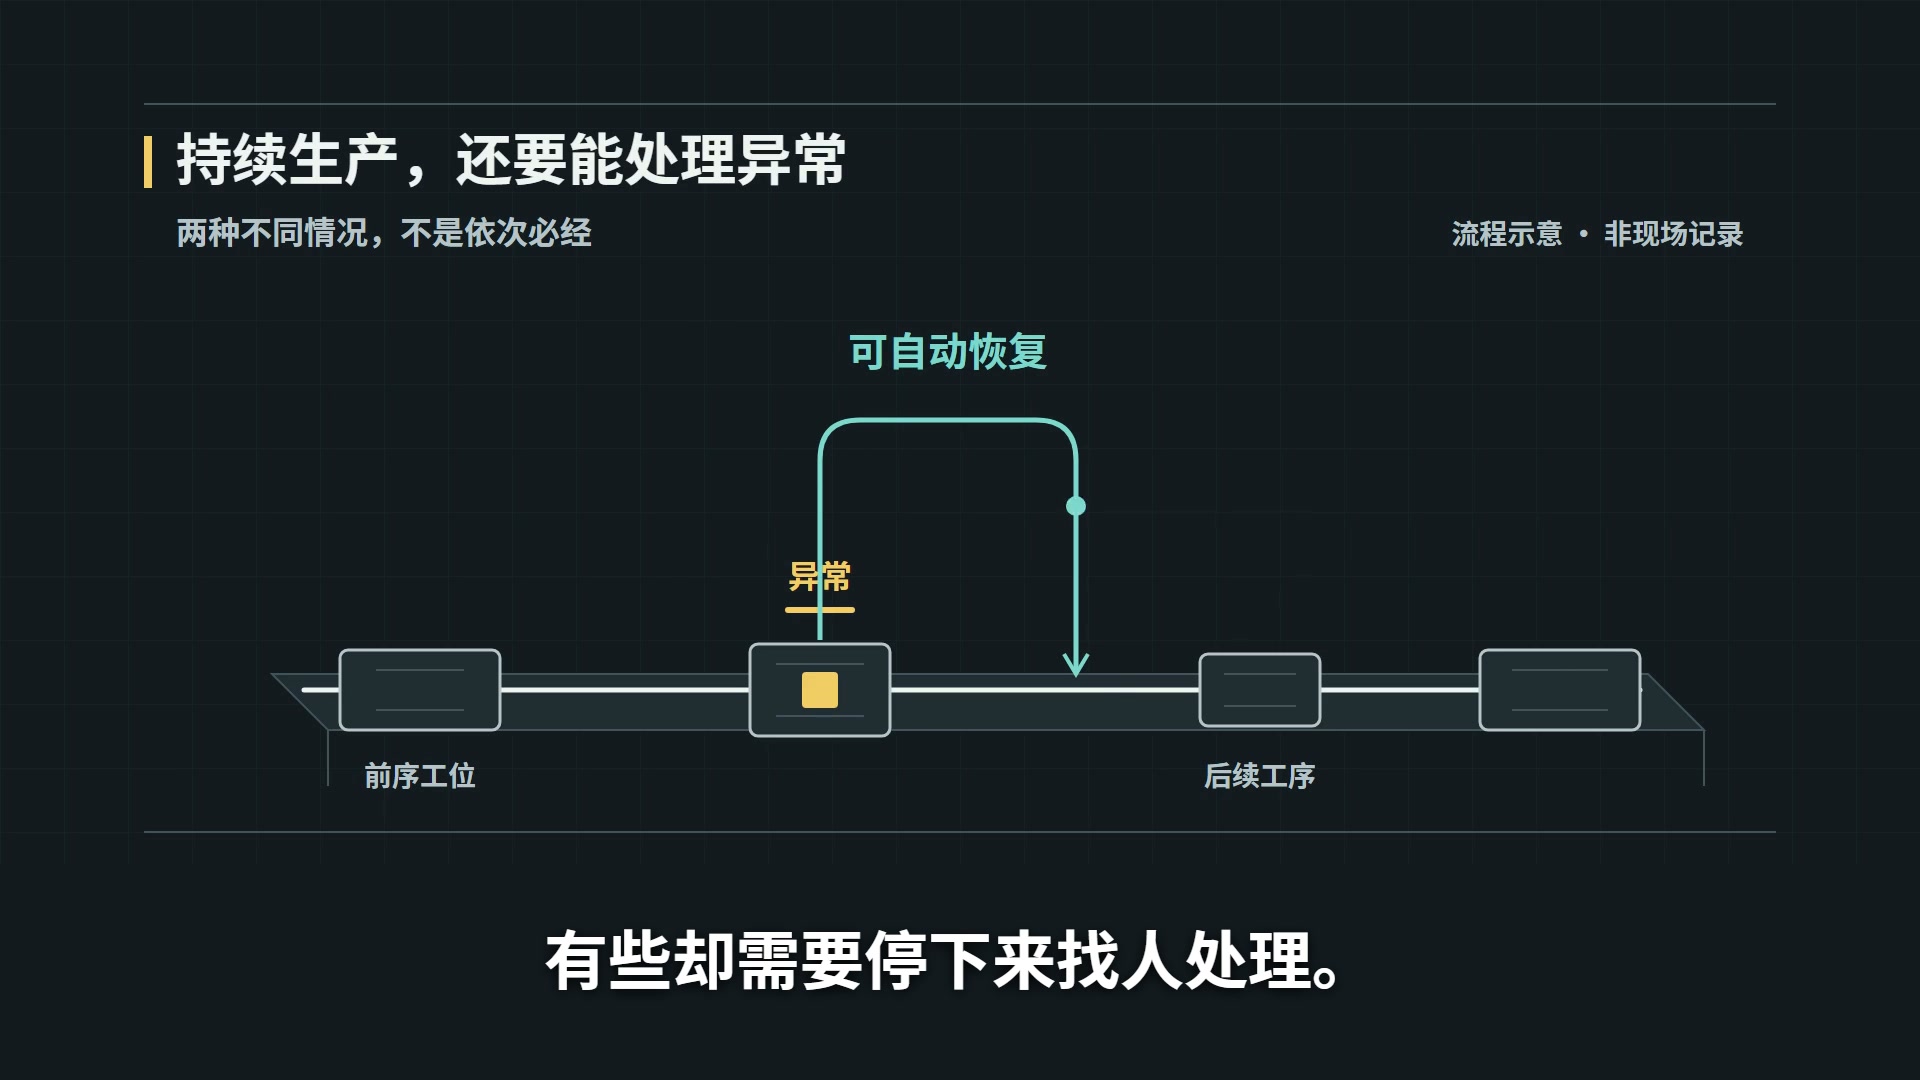 持续生产，还要能处理异常
两种不同情况，不是依次必经
流程示意 · 非现场记录
可自动恢复
异常
前序工位
后续工序
有些却需要停下来找人处理。